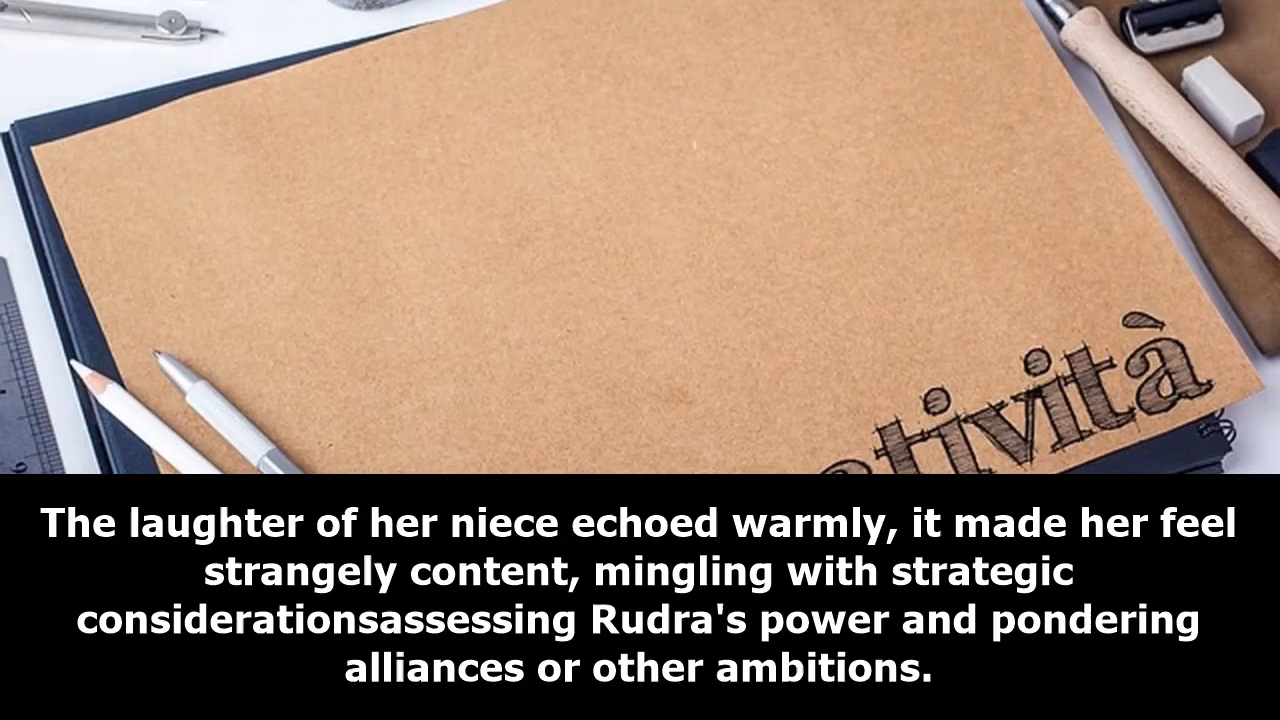 tività
The laughter of her niece echoed warmly, it made her feel
strangely content, mingling with strategic
considerationsassessing Rudra's power and pondering
alliances or other ambitions.